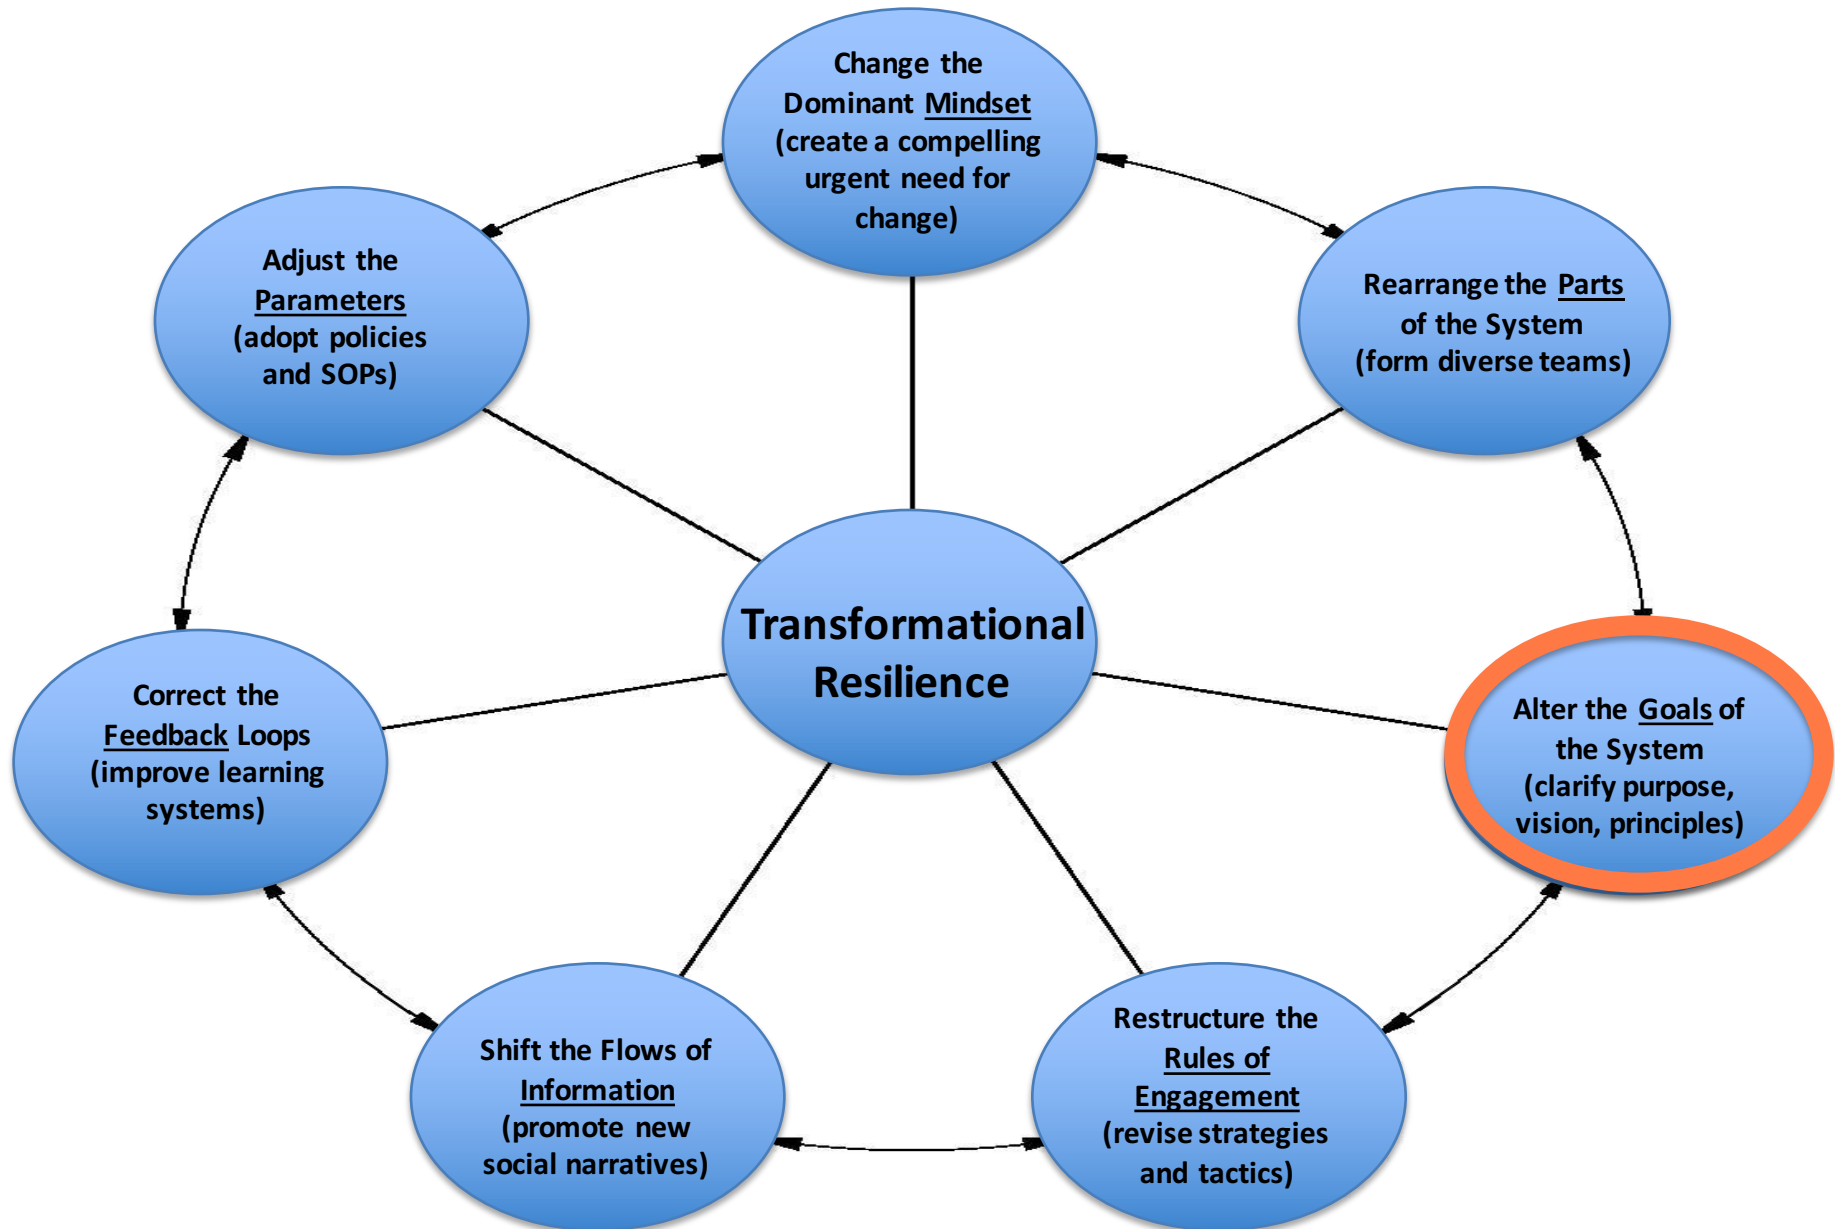 Change the
Dominant Mindset
(create a compelling
urgent need for
change)
Rearrange the Parts
of the System
(form diverse teams)
Alter the Goals of
the System
(clarify purpose,
vision, principles)
Restructure the
Rules of
Engagement
(revise strategies
and tactics)
Shift the Flows of
Information
(promote new
social narratives)
Correct the
Feedback Loops
(improve learning
systems)
Adjust the
Parameters
(adopt policies
and SOPs)
Transformational
Resilience